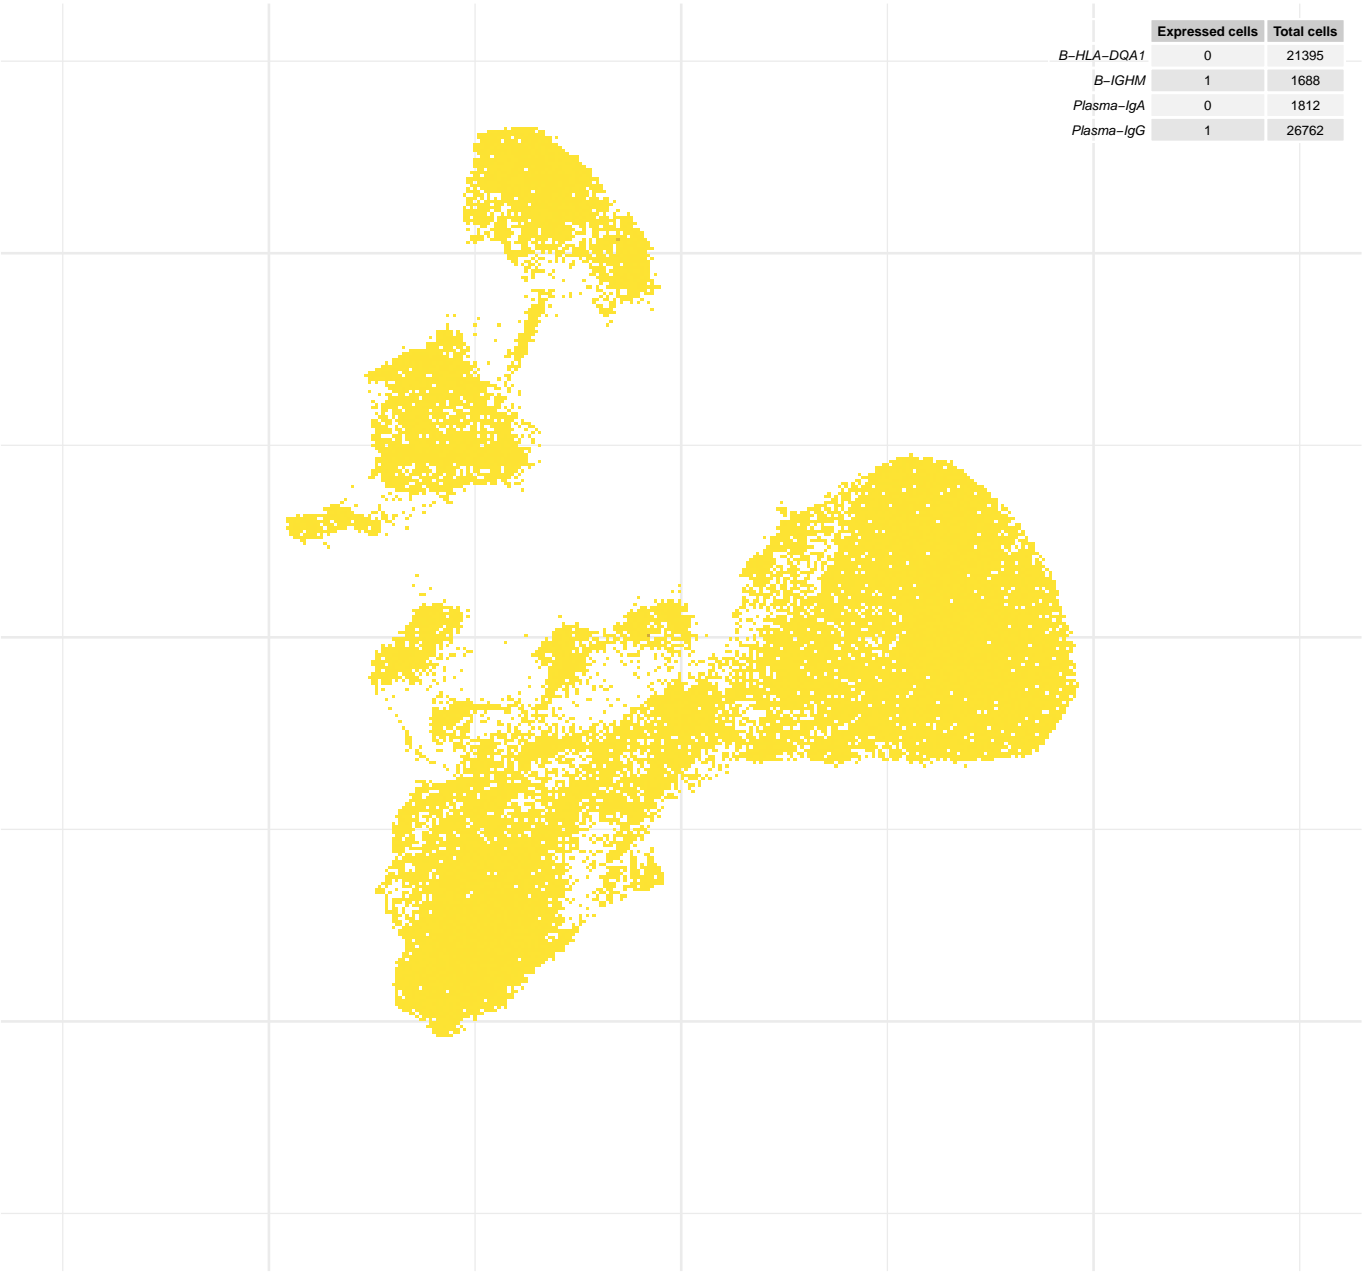 Expressed cells Total cells
B−HLA−DQA1 0 21395
B−IGHM 1 1688
Plasma−IgA 0 1812
Plasma−IgG 1 26762